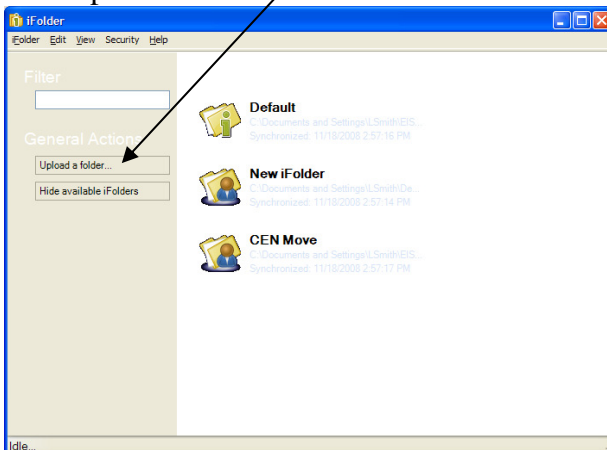 iFolder
iFolder Edit View Security Help
Filter
General Actions
Upload a folder...
Hide available iFolders
Default
C:\Documents and Settings\LSmith\EIS...
Synchronized: 11/18/2008 2:57:16 PM
New iFolder
C:\Documents and Settings\LSmith\De...
Synchronized: 11/18/2008 2:57:14 PM
CEN Move
C:\Documents and Settings\LSmith\EIS...
Synchronized: 11/18/2008 2:57:17 PM
Idle...